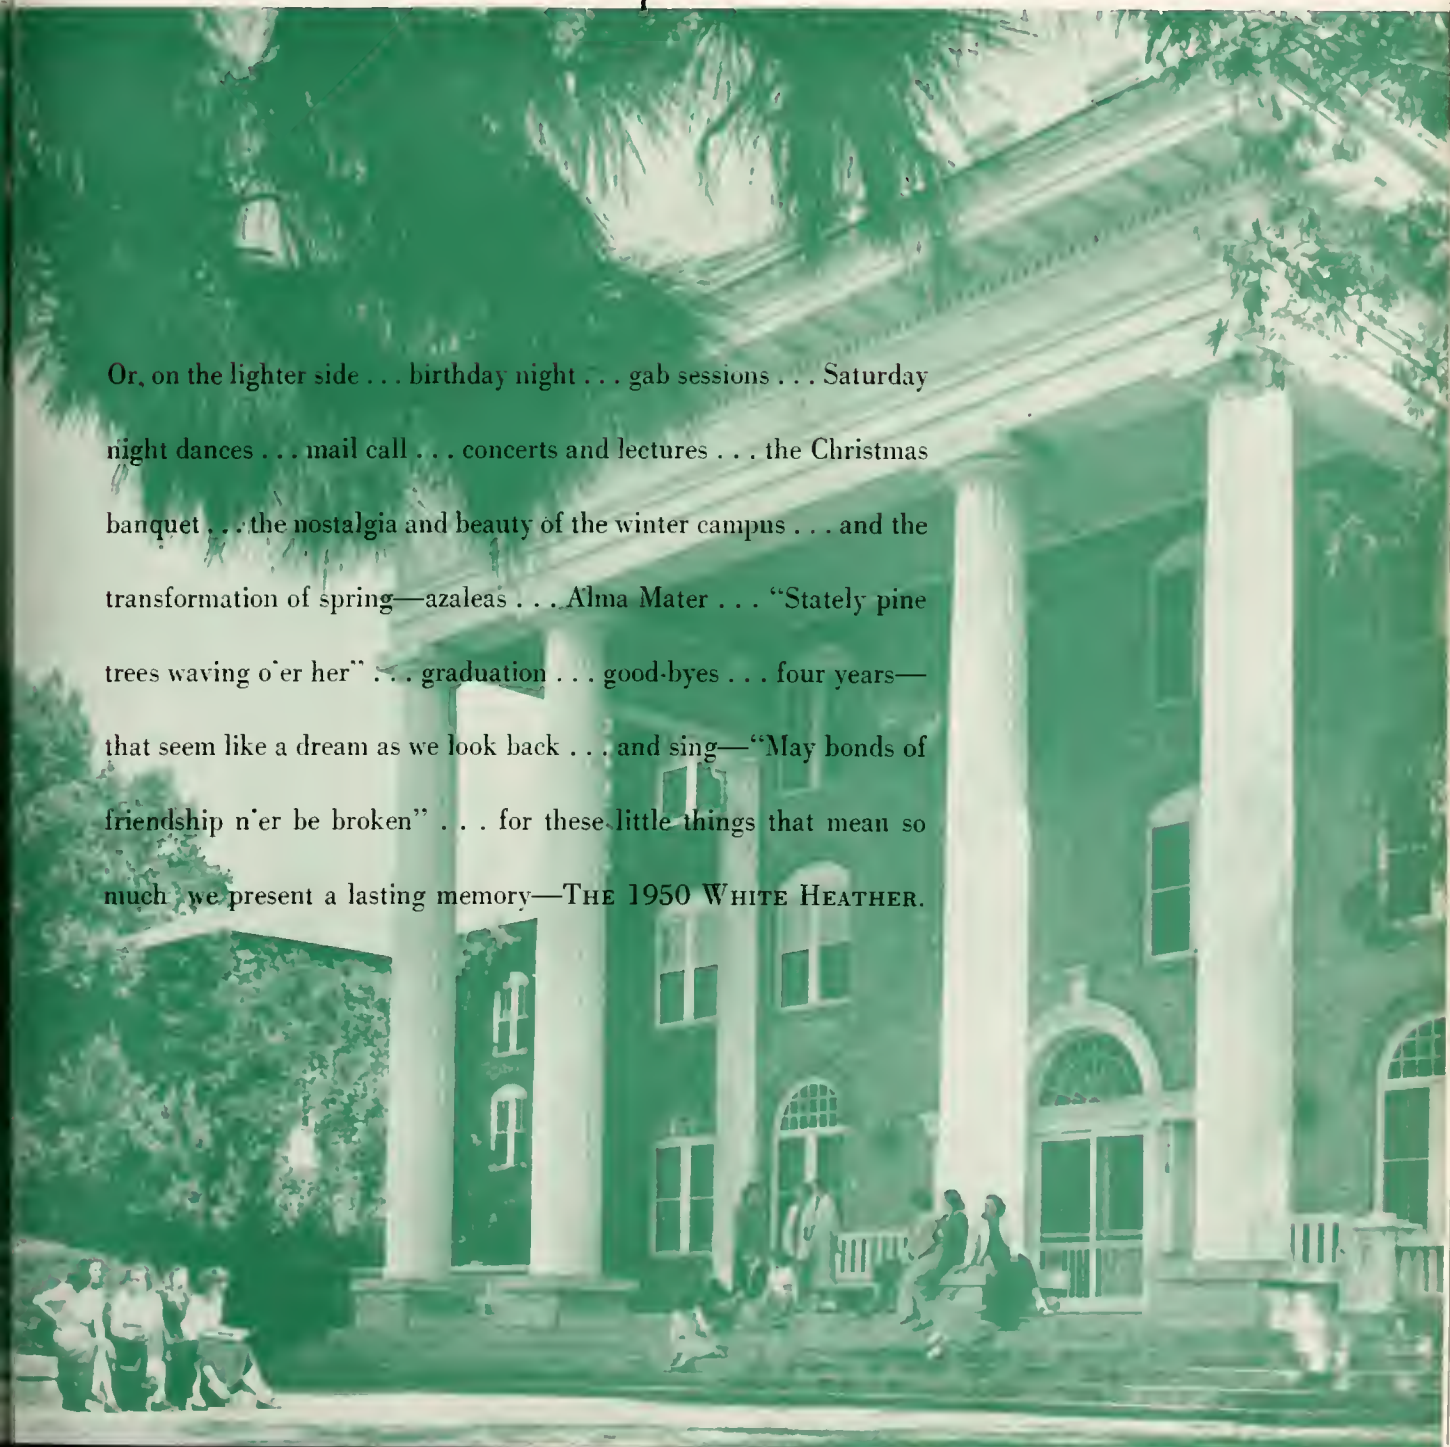 Or, on the lighter side . . . birthday night . . . gab sessions . . . Saturday
night dances . . . mail call . . . concerts and lectures . . . the Christmas
banquet . . . the nostalgia and beauty of the winter campus . . . and the
transformation of spring—azaleas . . . Alma Mater . . . “Stately pine
trees waving o'er her” . . . graduation . . . good-byes . . . four years—
that seem like a dream as we look back . . . and sing—“May bonds of
friendship n'er be broken” . . . for these little things that mean so
much we present a lasting memory—THE 1950 WHITE HEATHER.